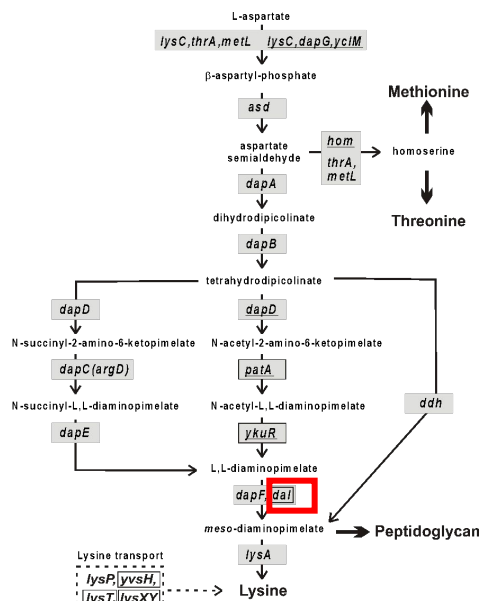 L-aspartate
lysC,thrA,metL lysC,dapG,yclM
β-aspartyl-phosphate
Methionine
asd
hom
aspartate semialdehyde
homoserine
thrA, metL
dapA
dihydrodipicolinate
Threonine
dapB
tetrahydrodipicolinate
dapD dapD
N-succinyl-2-amino-6-ketopimelate N-acetyl-2-amino-6-ketopimelate
dapC(argD) patA
N-succinyl-L,L-diaminopimelate N-acetyl-L,L-diaminopimelate
ddh
dapE ykuR
L,L-diaminopimelate
dapF, dal
meso-diaminopimelate Peptidoglycan
Lysine transport
lysA
lysP, yvsH,
Lysine
lysT, lysXY